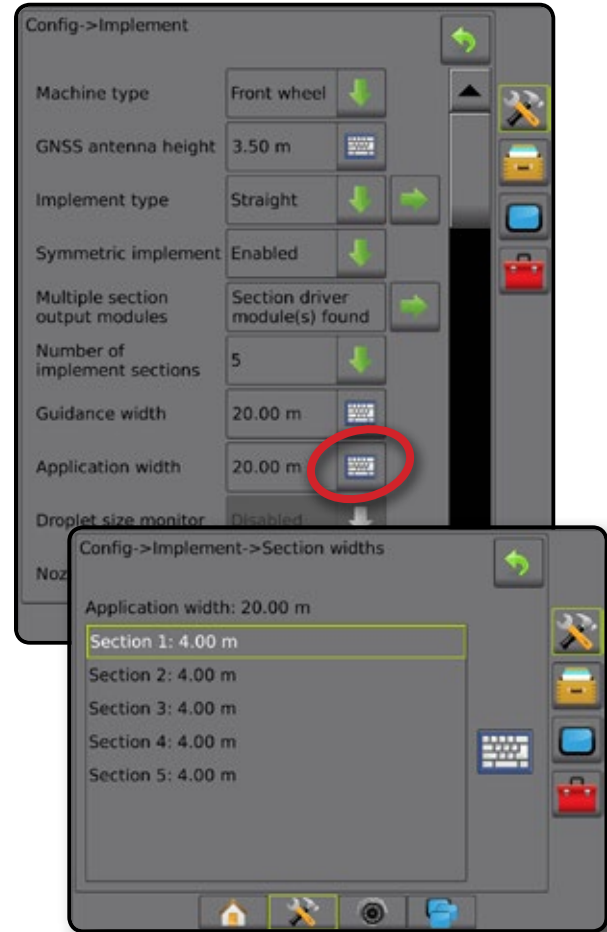 Config->Implement
Machine type Front wheel
GNSS antenna height 3.50 m
Implement type Straight
Symmetric implement Enabled
Multiple section Section driver
output modules module(s) found
Number of
implement sections 5
Guidance width 20.00 m
Application width 20.00 m
Droplet size monitor Disabled
Noz
Config->Implement->Section widths
Application width: 20.00 m
Section 1: 4.00 m
Section 2: 4.00 m
Section 3: 4.00 m
Section 4: 4.00 m
Section 5: 4.00 m